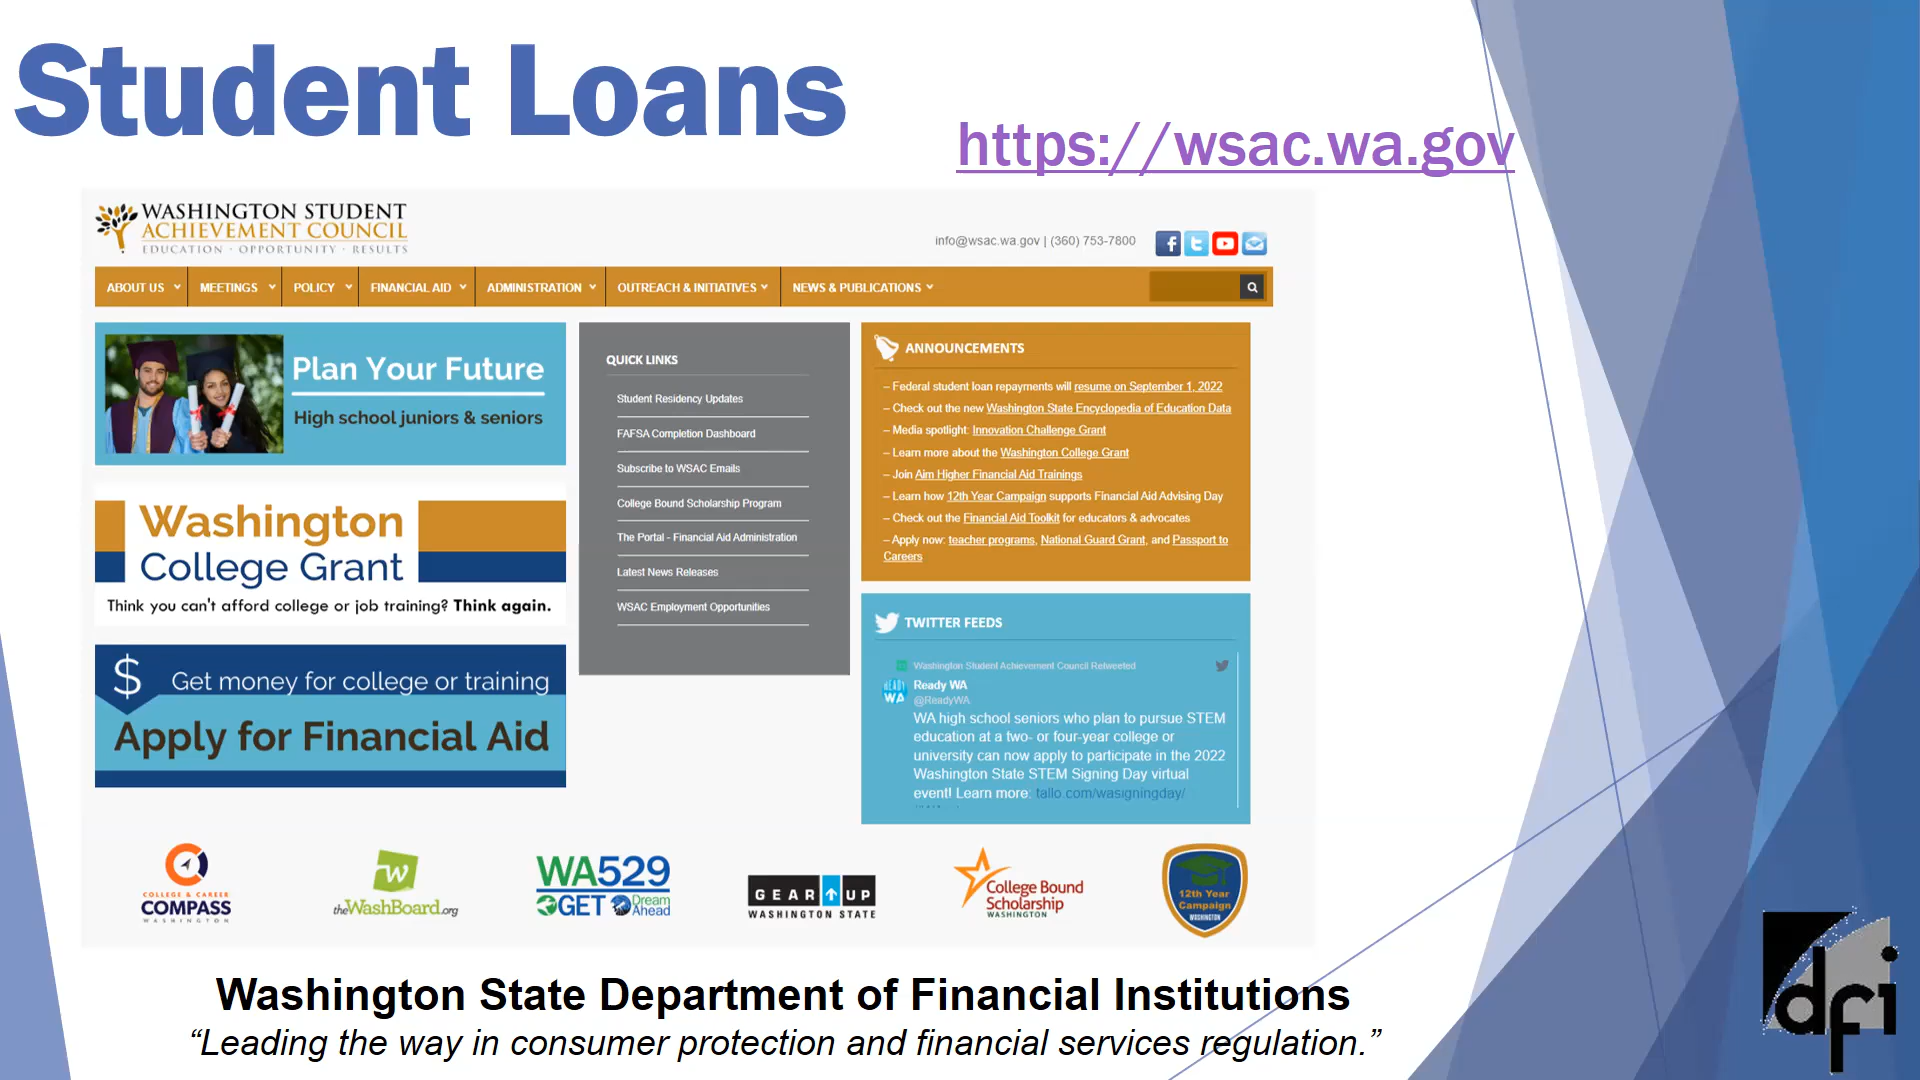 Student Loans
https://wsac.wa.gov
WASHINGTON STUDENT
ACHIEVEMENT COUNCIL
EDUCATION · OPPORTUNITY · RESULTS
info@wsac.wa.gov | (360) 753-7800
ABOUT US
MEETINGS
POLICY
FINANCIAL AID
ADMINISTRATION
OUTREACH & INITIATIVES
NEWS & PUBLICATIONS
Plan Your Future
High school juniors & seniors
Washington
College Grant
Think you can't afford college or job training? Think again.
$
Get money for college or training
Apply for Financial Aid
QUICK LINKS
Student Residency Updates
FAFSA Completion Dashboard
Subscribe to WSAC Emails
College Bound Scholarship Program
The Portal - Financial Aid Administration
Latest News Releases
WSAC Employment Opportunities
ANNOUNCEMENTS
– Federal student loan repayments will resume on September 1, 2022
– Check out the new Washington State Encyclopedia of Education Data
– Media spotlight: Innovation Challenge Grant
– Learn more about the Washington College Grant
– Join Aim Higher Financial Aid Trainings
– Learn how 12th Year Campaign supports Financial Aid Advising Day
– Check out the Financial Aid Toolkit for educators & advocates
– Apply now: teacher programs, National Guard Grant, and Passport to
Careers
TWITTER FEEDS
Washington Student Achievement Council Retweeted
READY
WA
Ready WA
@ReadyWA
WA high school seniors who plan to pursue STEM
education at a two- or four-year college or
university can now apply to participate in the 2022
Washington State STEM Signing Day virtual
event! Learn more: tallo.com/wasigningday/
COLLEGE & CAREER
COMPASS
WASHINGTON
w
theWashBoard.org
WA529
GET Dream
Ahead
GEAR UP
WASHINGTON STATE
College Bound
Scholarship
WASHINGTON
12th Year
Campaign
WASHINGTON
Washington State Department of Financial Institutions
“Leading the way in consumer protection and financial services regulation.”
dfi